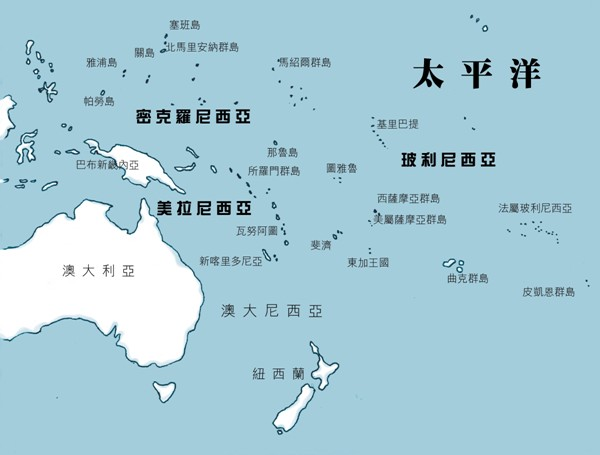 塞班島
關島
北馬里安納群島
雅浦島
馬紹爾群島
太平洋
帕勞島
密克羅尼西亞
基里巴提
那魯島
玻利尼西亞
巴布新畿內亞
所羅門群島
圖雅魯
西薩摩亞群島
美拉尼西亞
法屬玻利尼西亞
美屬薩摩亞群島
瓦努阿圖
斐濟
新喀里多尼亞
東加王國
澳大利亞
曲克群島
皮凱恩群島
澳大尼西亞
紐西蘭